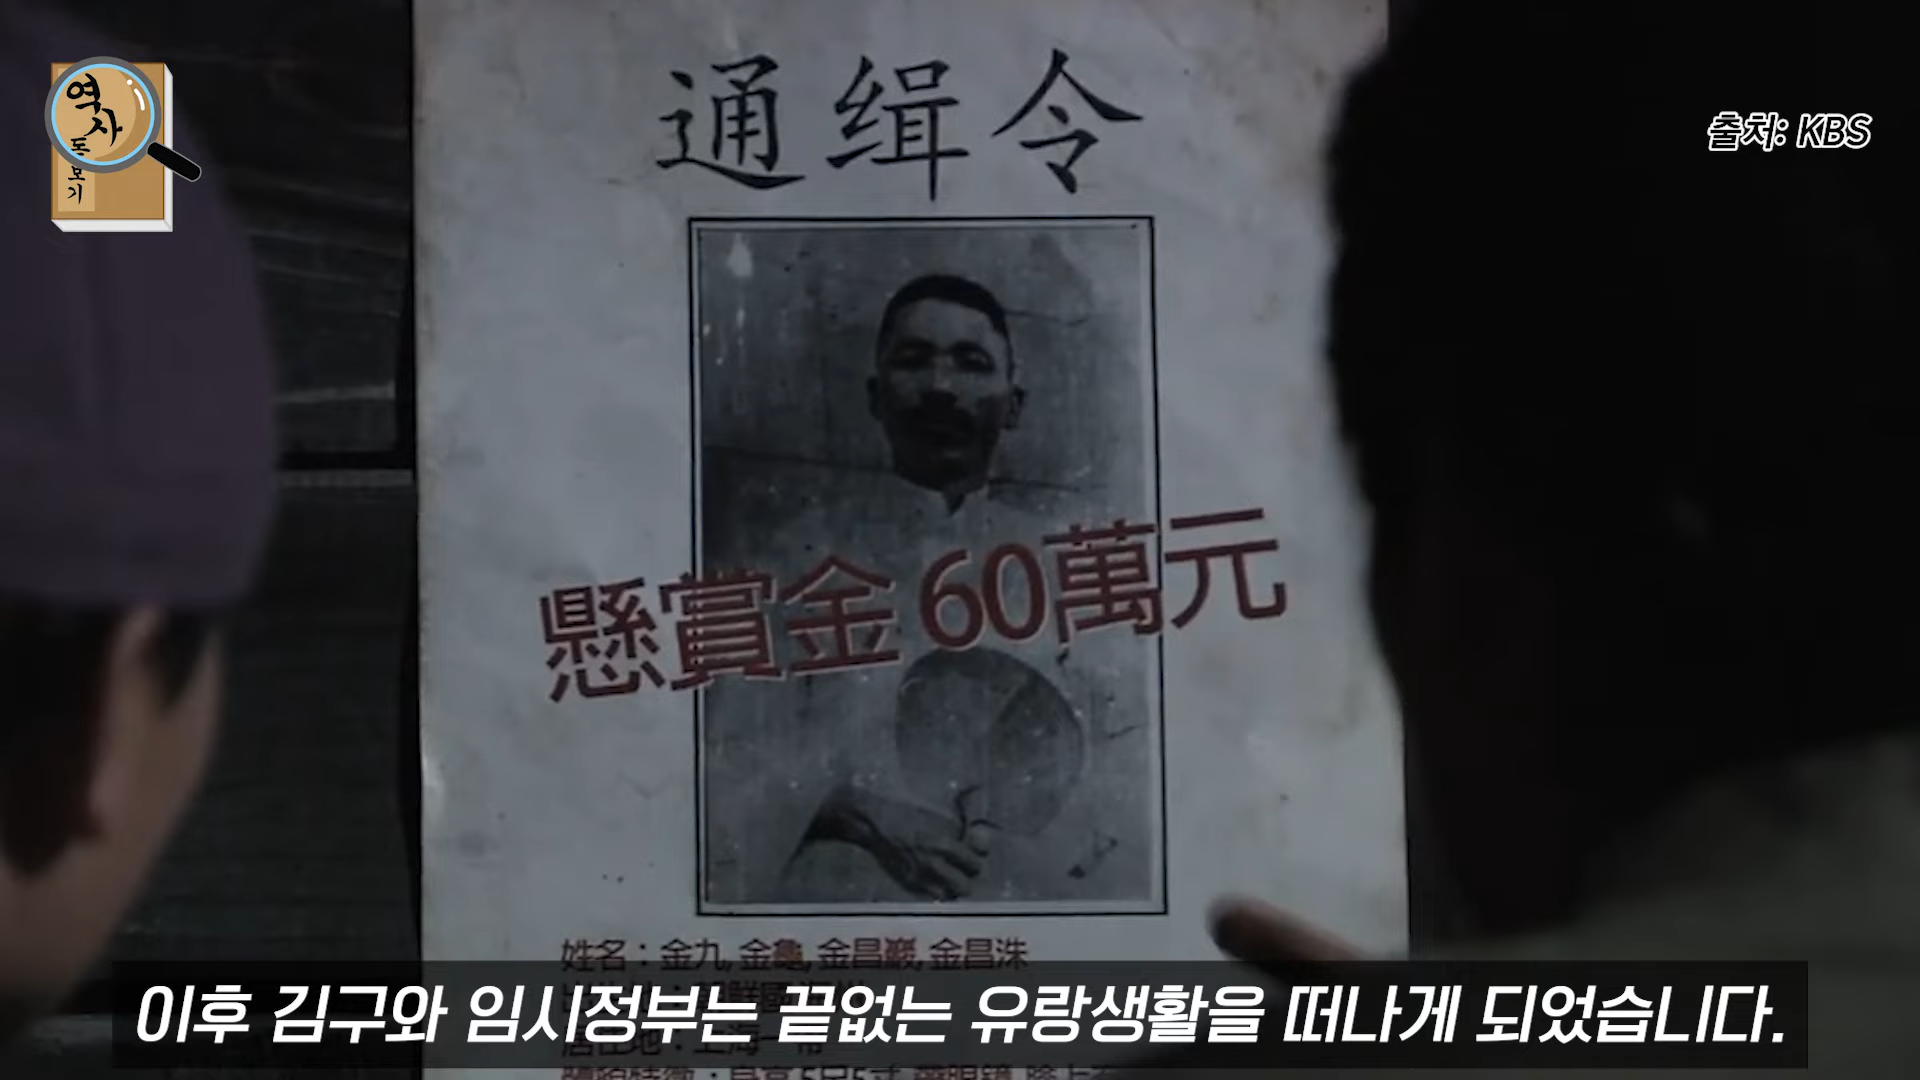 역사
돋보기
출처: KBS
通缉令
懸賞金 60萬元
姓名：金九, 金龜, 金昌巖, 金昌洙
이후 김구와 임시정부는 끝없는 유랑생활을 떠나게 되었습니다.